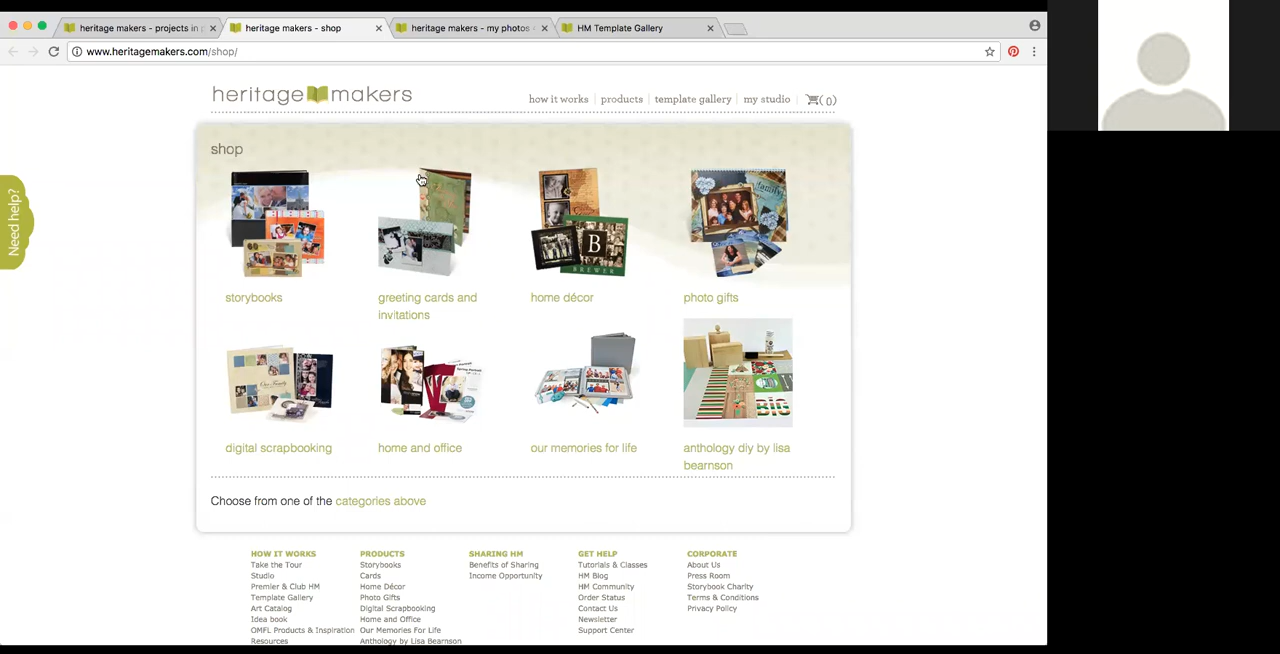 heritage makers - projects in p
heritage makers - shop
heritage makers - my photos -
HM Template Gallery
www.heritagemakers.com/shop/
heritage makers
how it works
products
template gallery
my studio
( 0 )
Need help?
shop
family
B
BREWER
storybooks
greeting cards and
invitations
home décor
photo gifts
Our Family
BIG
digital scrapbooking
home and office
our memories for life
anthology diy by lisa
bearnson
Choose from one of the categories above
HOW IT WORKS
Take the Tour
Studio
Premier & Club HM
Template Gallery
Art Catalog
Idea book
OMFL Products & Inspiration
Resources
PRODUCTS
Storybooks
Cards
Home Décor
Photo Gifts
Digital Scrapbooking
Home and Office
Our Memories For Life
Anthology by Lisa Bearnson
SHARING HM
Benefits of Sharing
Income Opportunity
GET HELP
Tutorials & Classes
HM Blog
HM Community
Order Status
Contact Us
Newsletter
Support Center
CORPORATE
About Us
Press Room
Storybook Charity
Terms & Conditions
Privacy Policy